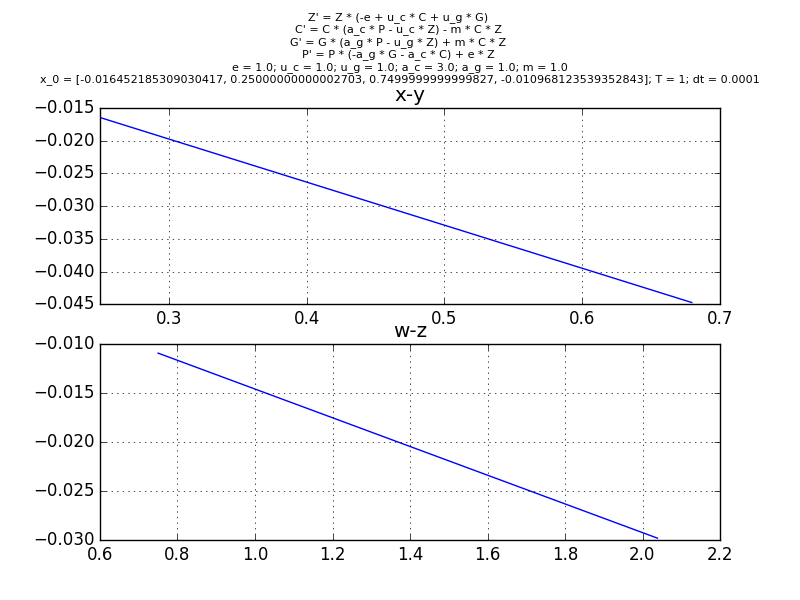 Z' = Z * (-e + u_c * C + u_g * G)
C' = C * (a_c * P - u_c * Z) - m * C * Z
G' = G * (a_g * P - u_g * Z) + m * C * Z
P' = P * (-a_g * G - a_c * C) + e * Z
e = 1.0; u_c = 1.0; u_g = 1.0; a_c = 3.0; a_g = 1.0; m = 1.0
x_0 = [-0.016452185309030417, 0.25000000000002703, 0.7499999999999827, -0.010968123539352843]; T = 1; dt = 0.0001
x-y
−0.015
−0.020
−0.025
−0.030
−0.035
−0.040
−0.045
0.3 0.4 0.5 0.6 0.7
w-z
−0.010
−0.015
−0.020
−0.025
−0.030
0.6 0.8 1.0 1.2 1.4 1.6 1.8 2.0 2.2